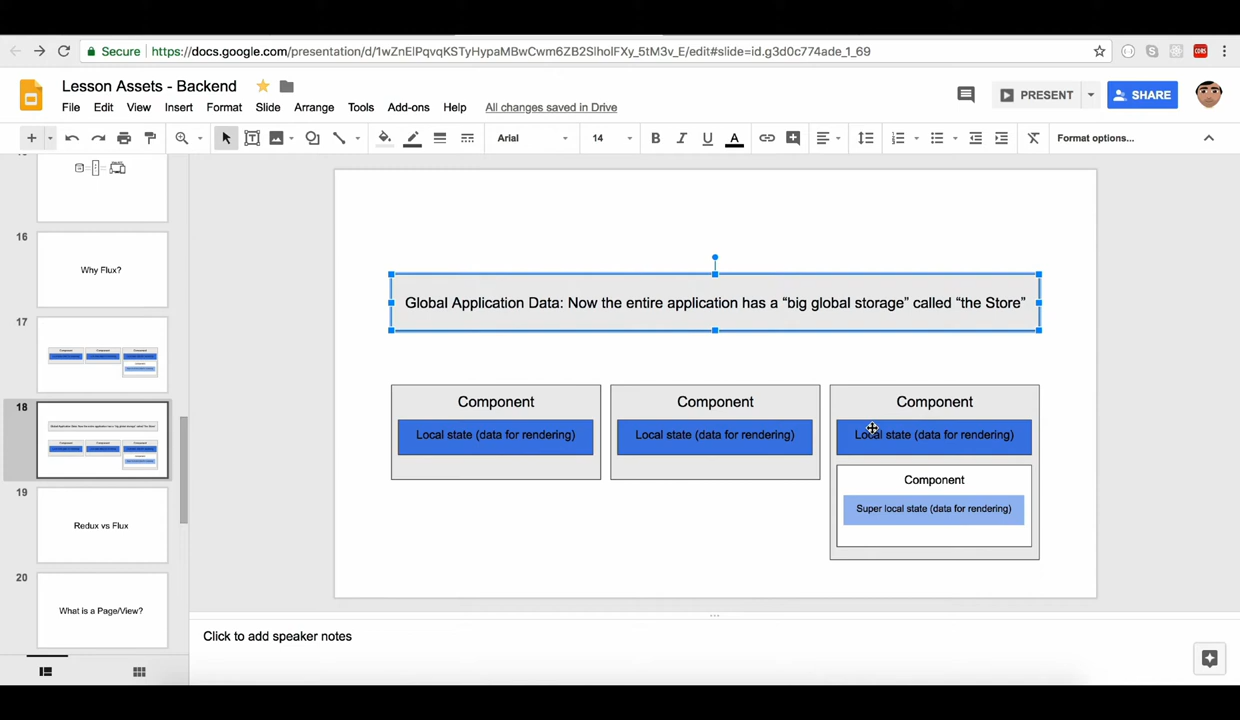 Secure https://docs.google.com/presentation/d/1wZnElPqvqKSTyHypaMBwCwm6ZB2SlholFXy_5tM3v_E/edit#slide=id.g3d0c774ade_1_69
CORS
Lesson Assets - Backend
File Edit View Insert Format Slide Arrange Tools Add-ons Help All changes saved in Drive
PRESENT
SHARE
Arial 14 B I U A Format options...
16
Why Flux?
17
18
19
Redux vs Flux
20
What is a Page/View?
Global Application Data: Now the entire application has a “big global storage” called “the Store”
Component Component Component
Local state (data for rendering) Local state (data for rendering) Local state (data for rendering)
Component
Super local state (data for rendering)
Click to add speaker notes